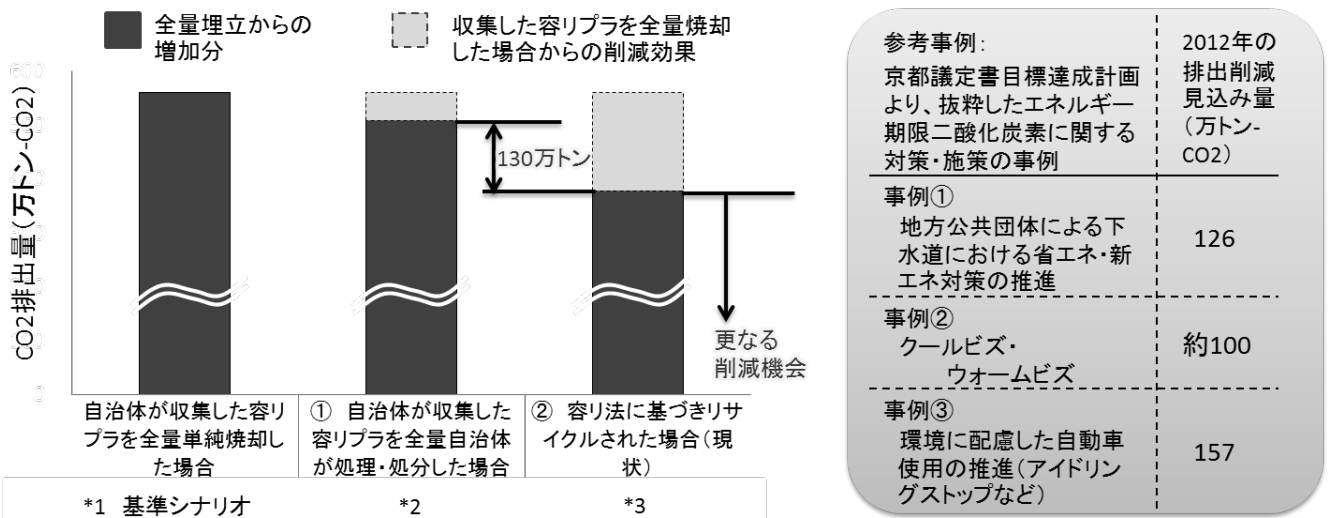 全量埋立からの
増加分
収集した容リプラを全量焼却
した場合からの削減効果
600
CO2排出量(万トン-CO2)
0
130万トン
更なる
削減機会
自治体が収集した容リ
プラを全量単純焼却し
た場合
① 自治体が収集した
容リプラを全量自治体
が処理・処分した場合
② 容リ法に基づきリサ
イクルされた場合(現
状)
*1 基準シナリオ
*2
*3
参考事例:
京都議定書目標達成計画
より、抜粋したエネルギー
期限二酸化炭素に関する
対策・施策の事例
2012年の
排出削減
見込み量
(万トン-
CO2)
事例①
地方公共団体による下
水道における省エネ・新
エネ対策の推進
126
事例②
クールビズ・
ウォームビズ
約100
事例③
環境に配慮した自動車
使用の推進(アイドリン
グストップなど)
157